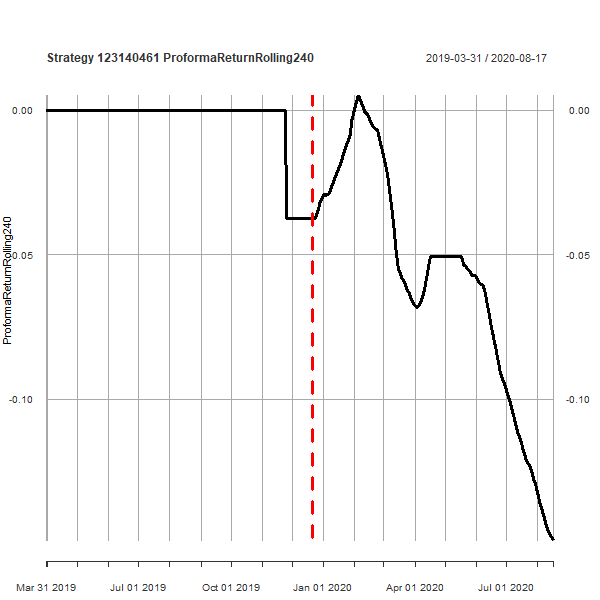 Strategy 123140461 ProformaReturnRolling240
2019-03-31 / 2020-08-17
0.00
0.00
-0.05
-0.05
-0.10
-0.10
ProformaReturnRolling240
Mar 31 2019
Jul 01 2019
Oct 01 2019
Jan 01 2020
Apr 01 2020
Jul 01 2020